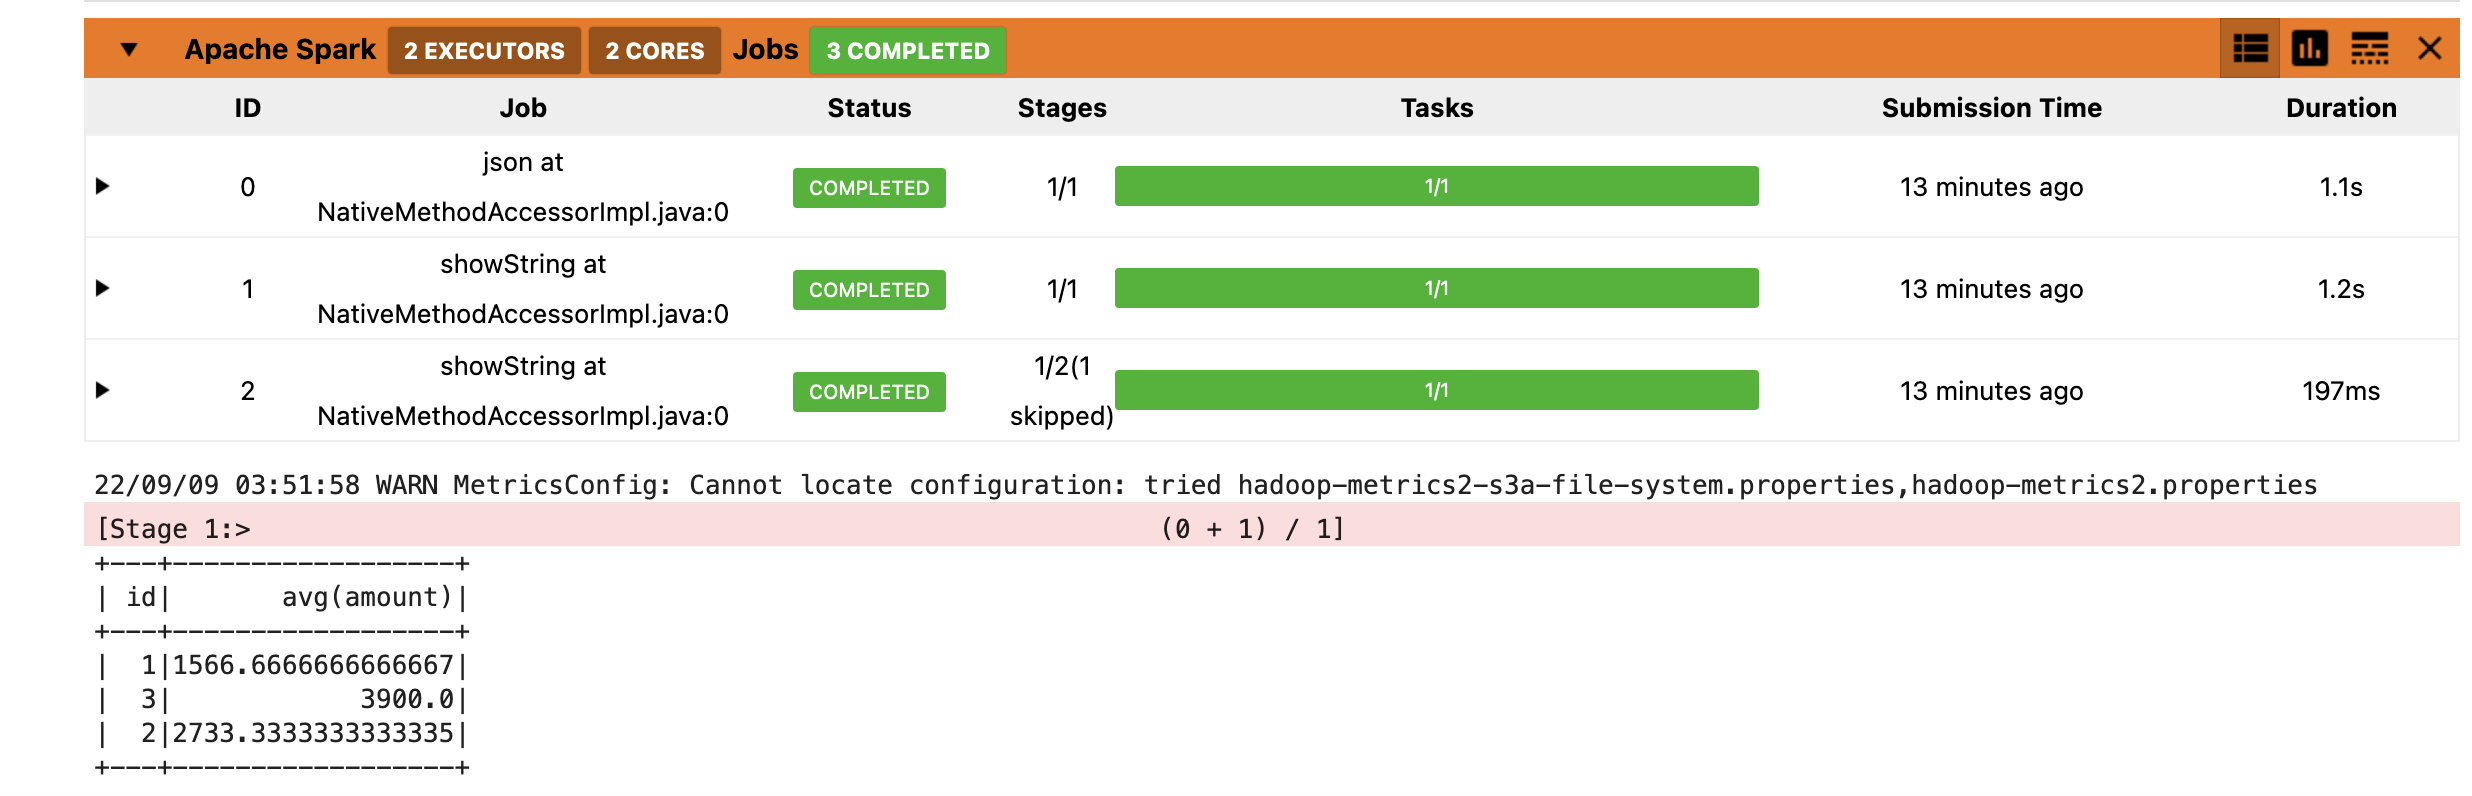 Apache Spark 2 EXECUTORS 2 CORES Jobs 3 COMPLETED
ID Job Status Stages Tasks Submission Time Duration
0 json at NativeMethodAccessorImpl.java:0 COMPLETED 1/1 1/1 13 minutes ago 1.1s
1 showString at NativeMethodAccessorImpl.java:0 COMPLETED 1/1 1/1 13 minutes ago 1.2s
2 showString at NativeMethodAccessorImpl.java:0 COMPLETED 1/2(1 skipped) 1/1 13 minutes ago 197ms
22/09/09 03:51:58 WARN MetricsConfig: Cannot locate configuration: tried hadoop-metrics2-s3a-file-system.properties,hadoop-metrics2.properties
[Stage 1:> (0 + 1) / 1]
+---+------------------+
| id|       avg(amount)|
+---+------------------+
|  1|1566.6666666666667|
|  3|            3900.0|
|  2|2733.3333333333335|
+---+------------------+